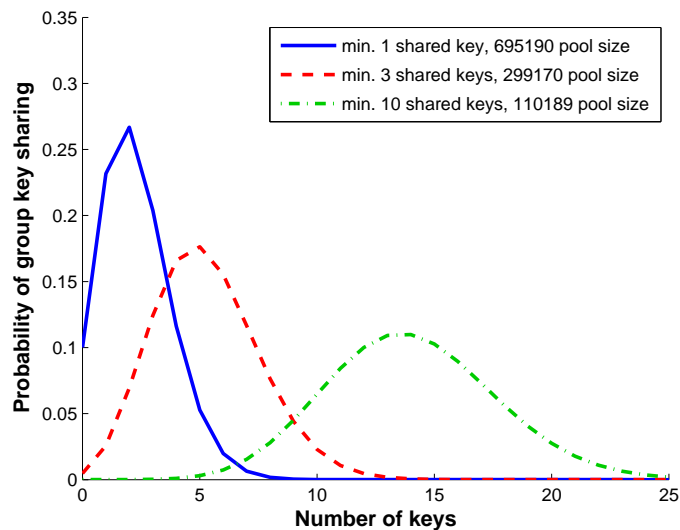 0.35
0.3
0.25
0.2
0.15
0.1
0.05
0
Probability of group key sharing
min. 1 shared key, 695190 pool size
min. 3 shared keys, 299170 pool size
min. 10 shared keys, 110189 pool size
0 5 10 15 20 25
Number of keys